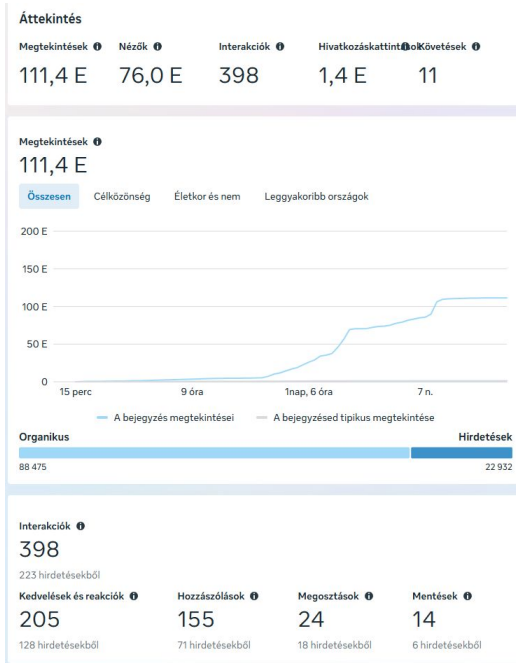 Áttekintés
Megtekintések Nézők Interakciók Hivatkozáskattintások Követések
111,4 E 76,0 E 398 1,4 E 11
Megtekintések
111,4 E
Összesen Célközönség Életkor és nem Leggyakoribb országok
200 E
150 E
100 E
50 E
0
15 perc 9 óra 1nap, 6 óra 7 n.
A bejegyzés megtekintései A bejegyzésed tipikus megtekintése
Organikus Hirdetések
88 475 22 932
Interakciók
398
223 hirdetésekből
Kedvelések és reakciók Hozzászólások Megosztások Mentések
205 155 24 14
128 hirdetésekből 71 hirdetésekből 18 hirdetésekből 6 hirdetésekből